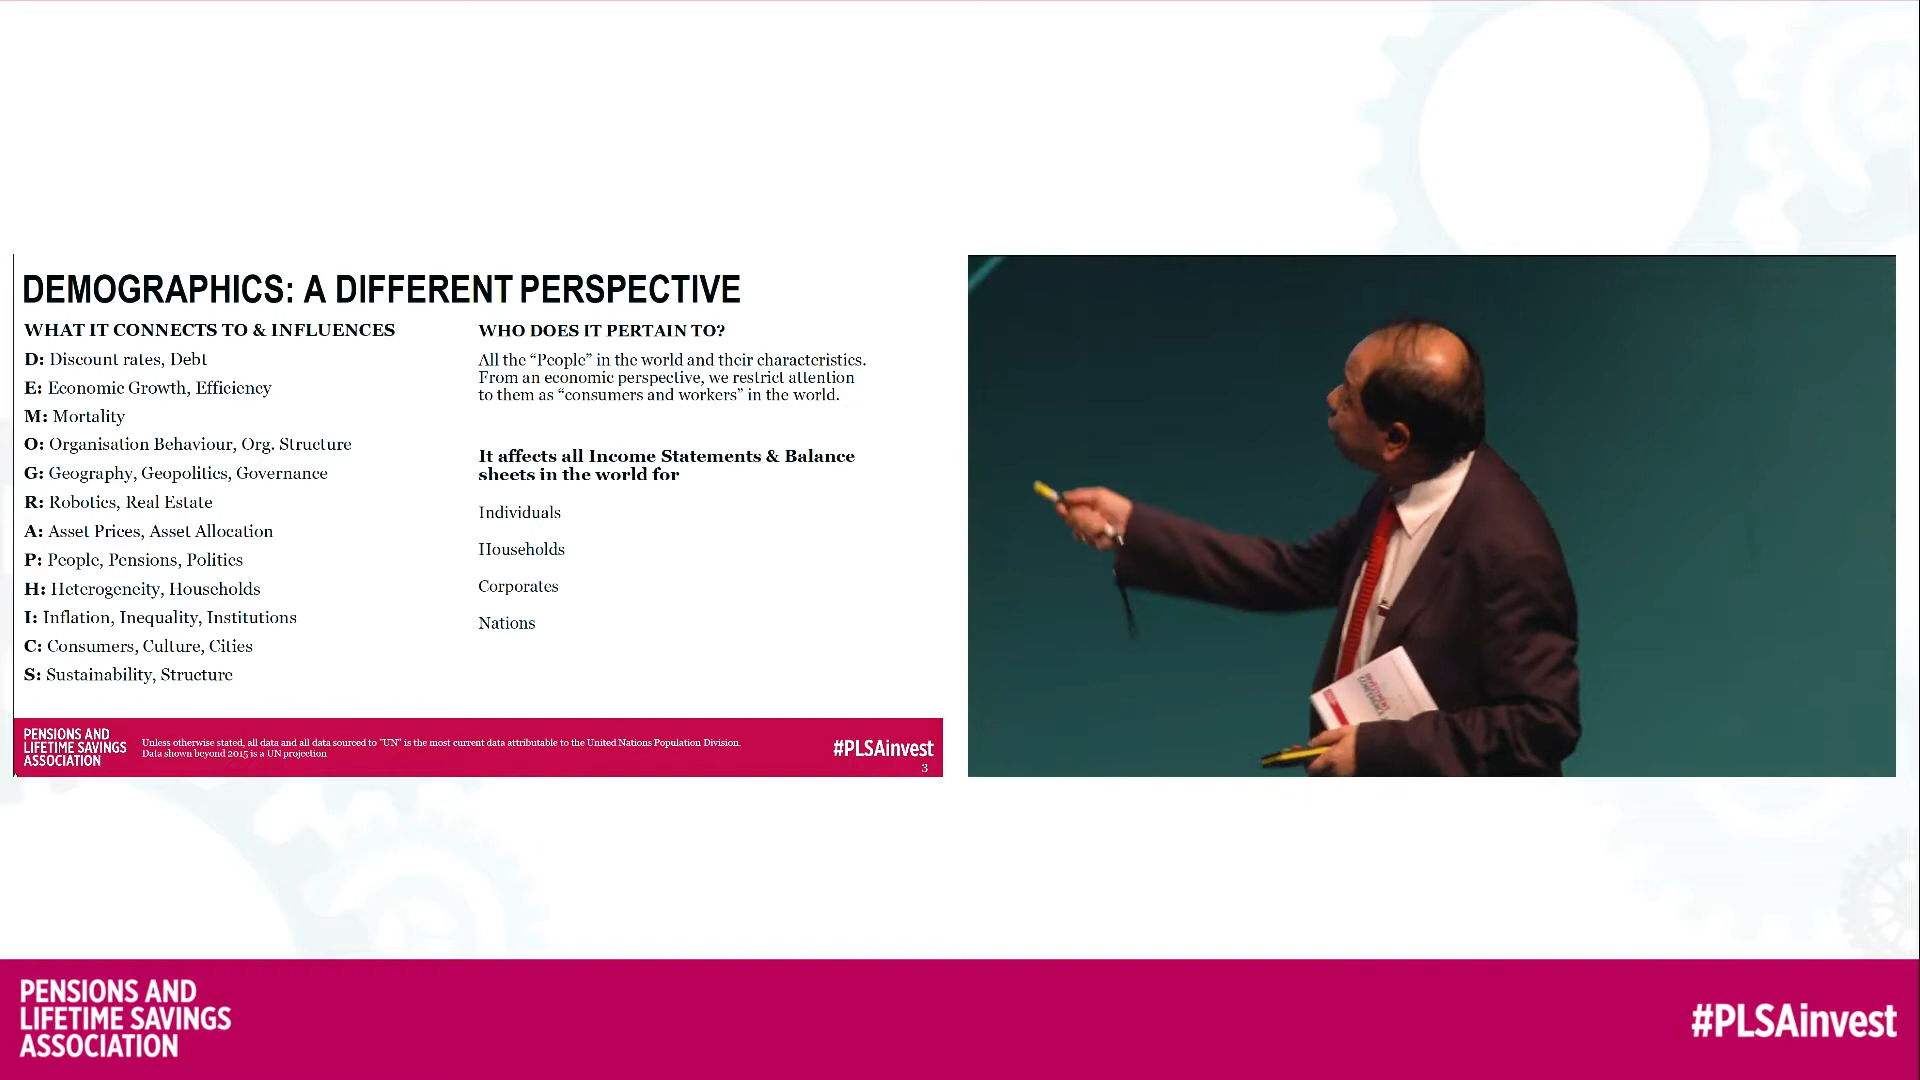 DEMOGRAPHICS: A DIFFERENT PERSPECTIVE
WHAT IT CONNECTS TO & INFLUENCES
D: Discount rates, Debt
E: Economic Growth, Efficiency
M: Mortality
O: Organisation Behaviour, Org. Structure
G: Geography, Geopolitics, Governance
R: Robotics, Real Estate
A: Asset Prices, Asset Allocation
P: People, Pensions, Politics
H: Heterogeneity, Households
I: Inflation, Inequality, Institutions
C: Consumers, Culture, Cities
S: Sustainability, Structure
WHO DOES IT PERTAIN TO?
All the “People” in the world and their characteristics.
From an economic perspective, we restrict attention
to them as “consumers and workers” in the world.
It affects all Income Statements & Balance
sheets in the world for
Individuals
Households
Corporates
Nations
PENSIONS AND
LIFETIME SAVINGS
ASSOCIATION
Unless otherwise stated, all data and all data sourced to "UN" is the most current data attributable to the United Nations Population Division.
Data shown beyond 2015 is a UN projection
#PLSAinvest
3
PENSIONS AND
LIFETIME SAVINGS
ASSOCIATION
#PLSAinvest